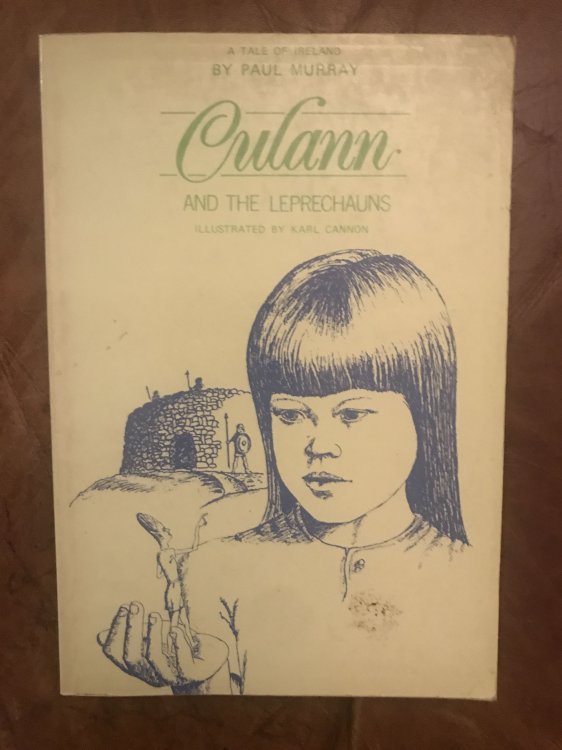 A TALE OF IRELAND
BY PAUL MURRAY
Culann
AND THE LEPRECHAUNS
ILLUSTRATED BY KARL CANNON